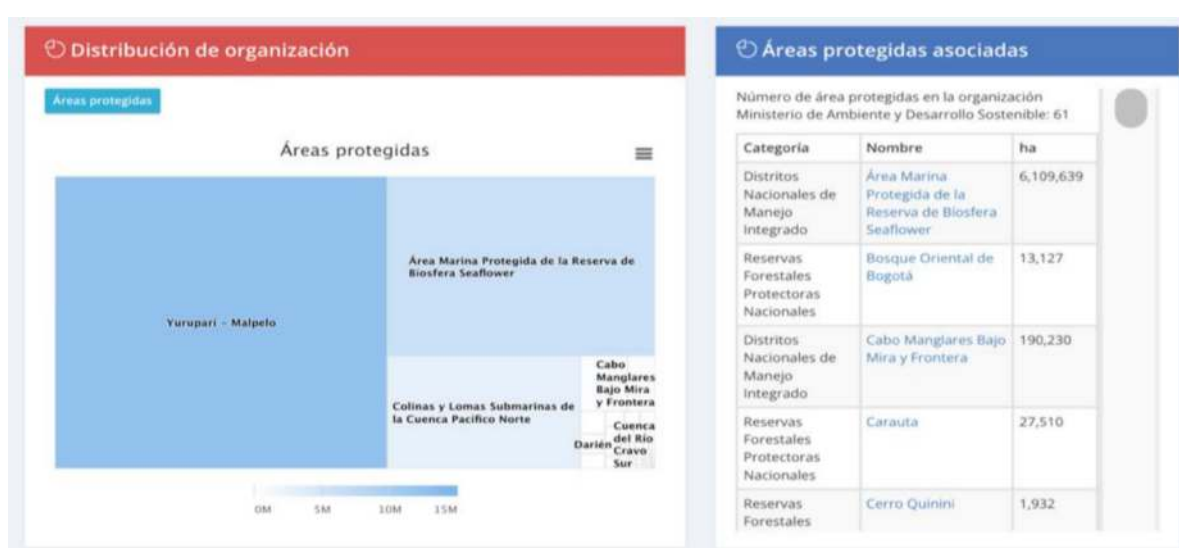 Distribución de organización
Áreas protegidas
Áreas protegidas
Yuruparí - Malpelo
Área Marina Protegida de la Reserva de
Biosfera Seaflower
Colinas y Lomas Submarinas de
la Cuenca Pacífico Norte
Cabo
Manglares
Bajo Mira
y Frontera
Darién
Cuenca
del Río
Cravo
Sur
0M 5M 10M 15M
Áreas protegidas asociadas
Número de área protegidas en la organización
Ministerio de Ambiente y Desarrollo Sostenible: 61
Categoría Nombre ha
Distritos Área Marina 6,109,639
Nacionales de Protegida de la
Manejo Reserva de Biosfera
Integrado Seaflower
Reservas Bosque Oriental de 13,127
Forestales Bogotá
Protectoras
Nacionales
Distritos Cabo Manglares Bajo 190,230
Nacionales de Mira y Frontera
Manejo
Integrado
Reservas Carauta 27,510
Forestales
Protectoras
Nacionales
Reservas Cerro Quinini 1,932
Forestales